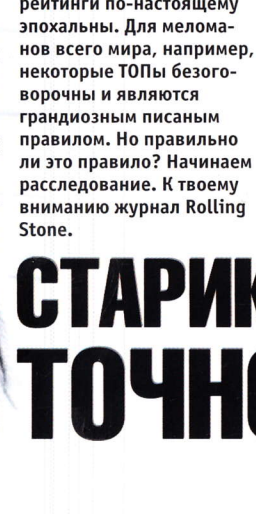 рейтинги по-настоящему
эпохальны. Для мелома-
нов всего мира, например,
некоторые ТОПы безого-
ворочны и являются
грандиозным писаным
правилом. Но правильно
ли это правило? Начинаем
расследование. К твоему
вниманию журнал Rolling
Stone.
СТАРИК
ТОЧНО